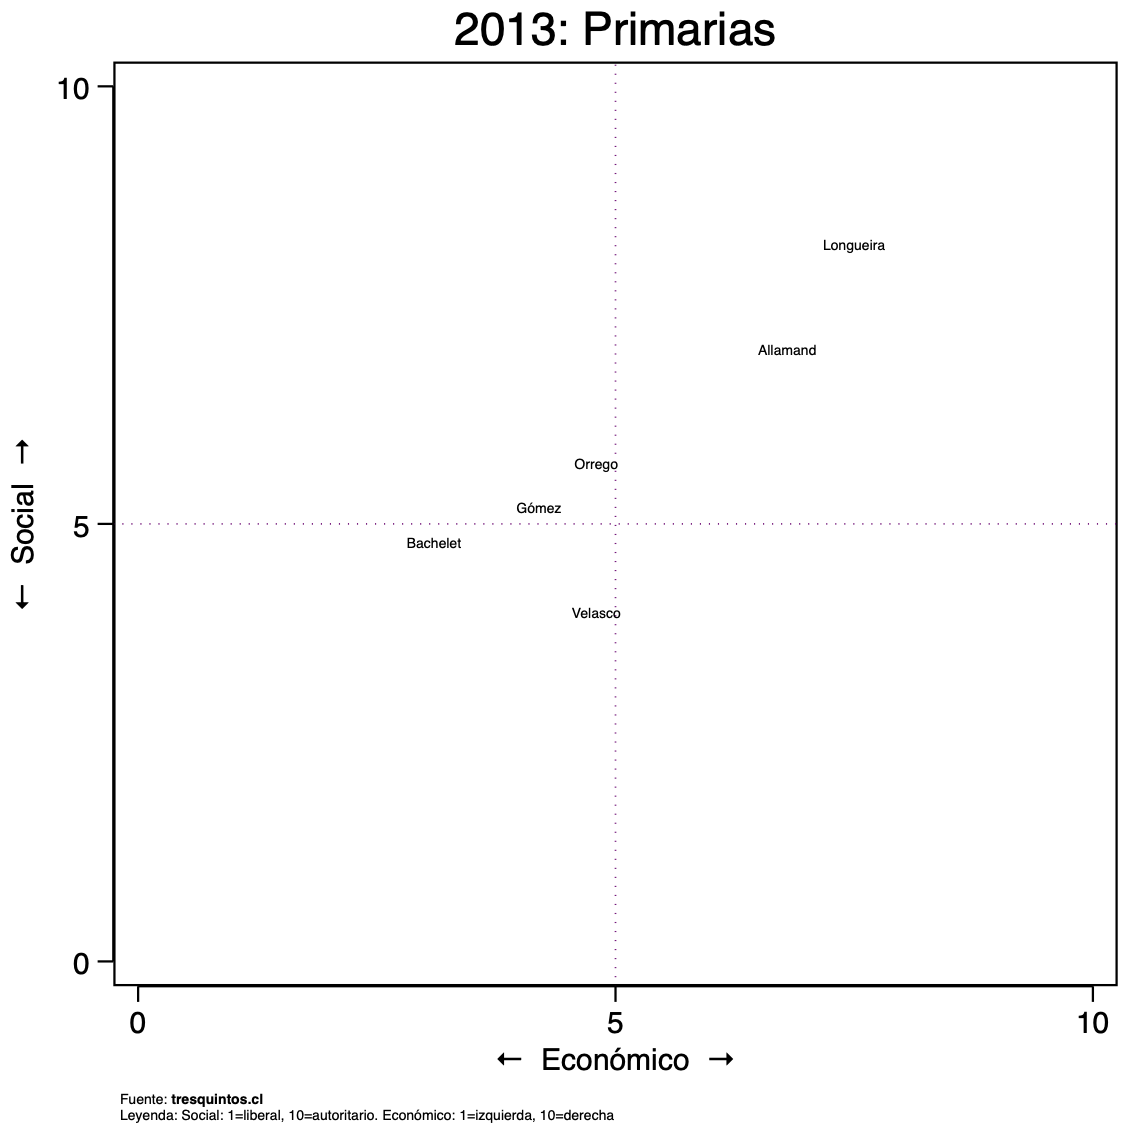 2013: Primarias
10
Longueira
Allamand
Orrego
Gómez
5
Bachelet
Velasco
0
← Social →
0 5 10
← Económico →
Fuente: tresquintos.cl
Leyenda: Social: 1=liberal, 10=autoritario. Económico: 1=izquierda, 10=derecha